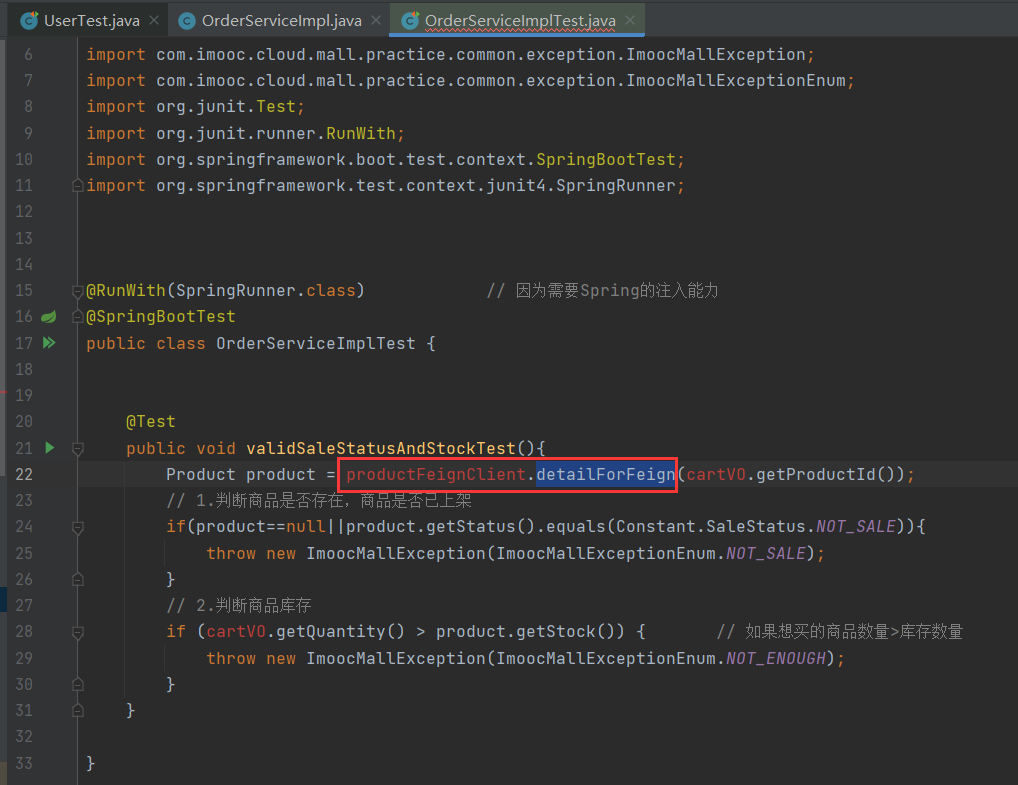 UserTest.java × OrderServiceImpl.java × OrderServiceImplTest.java ×
6 import com.imooc.cloud.mall.practice.common.exception.ImoocMallException;
7 import com.imooc.cloud.mall.practice.common.exception.ImoocMallExceptionEnum;
8 import org.junit.Test;
9 import org.junit.runner.RunWith;
10 import org.springframework.boot.test.context.SpringBootTest;
11 import org.springframework.test.context.junit4.SpringRunner;
12
13
14
15 @RunWith(SpringRunner.class) // 因为需要Spring的注入能力
16 @SpringBootTest
17 public class OrderServiceImplTest {
18
19
20 @Test
21 public void validSaleStatusAndStockTest(){
22 Product product = productFeignClient.detailForFeign(cartVO.getProductId());
23 // 1.判断商品是否存在，商品是否已上架
24 if(product==null||product.getStatus().equals(Constant.SaleStatus.NOT_SALE)){
25 throw new ImoocMallException(ImoocMallExceptionEnum.NOT_SALE);
26 }
27 // 2.判断商品库存
28 if (cartVO.getQuantity() > product.getStock()) { // 如果想买的商品数量>库存数量
29 throw new ImoocMallException(ImoocMallExceptionEnum.NOT_ENOUGH);
30 }
31 }
32
33 }